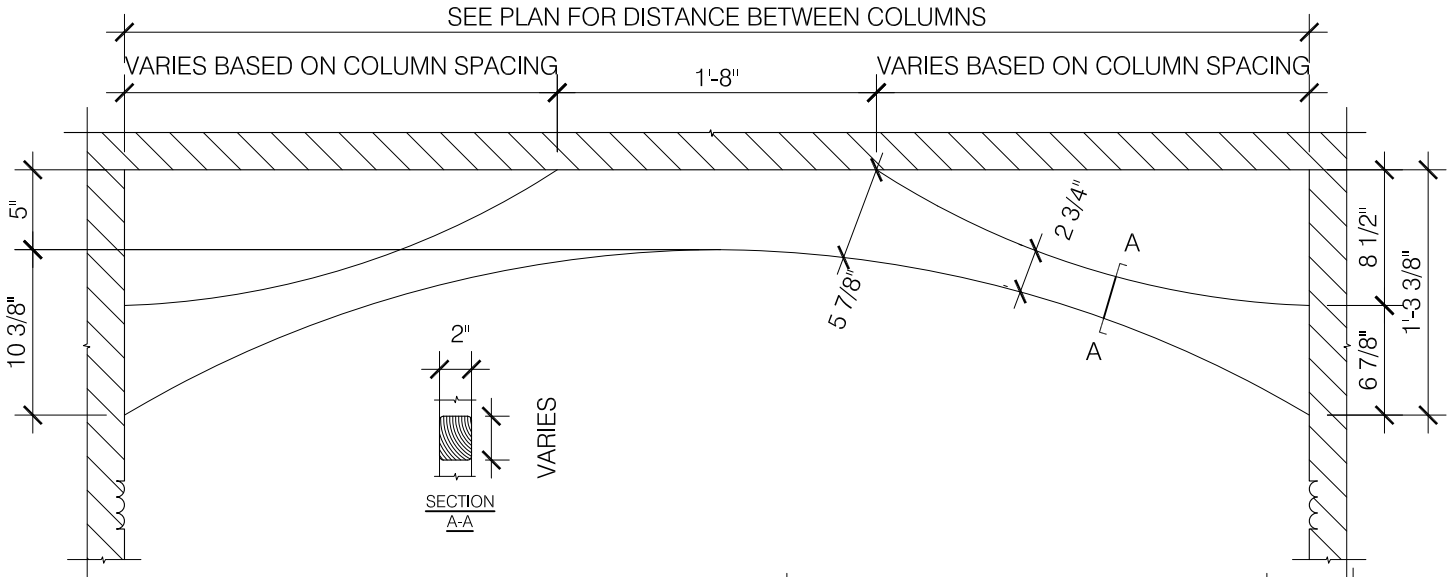 SEE PLAN FOR DISTANCE BETWEEN COLUMNS
VARIES BASED ON COLUMN SPACING
1'-8"
VARIES BASED ON COLUMN SPACING
5"
10 3/8"
5 7/8"
2 3/4"
A
A
8 1/2"
6 7/8"
1'-3 3/8"
2"
VARIES
SECTION
A-A